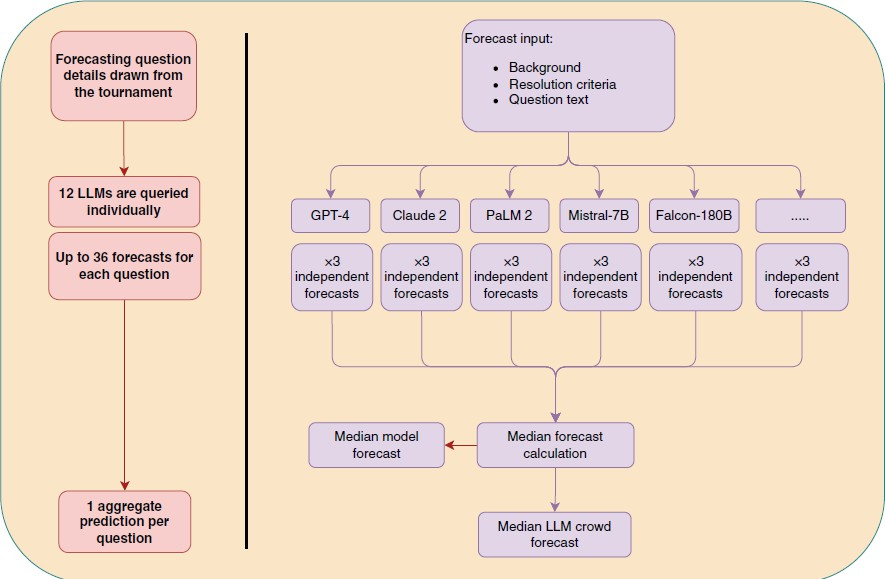 Forecasting question
details drawn from
the tournament
12 LLMs are queried
individually
Up to 36 forecasts for
each question
1 aggregate
prediction per
question
Forecast input:
• Background
• Resolution criteria
• Question text
GPT-4
Claude 2
PaLM 2
Mistral-7B
Falcon-180B
.....
×3
independent
forecasts
×3
independent
forecasts
×3
independent
forecasts
×3
independent
forecasts
×3
independent
forecasts
×3
independent
forecasts
Median model
forecast
Median forecast
calculation
Median LLM crowd
forecast